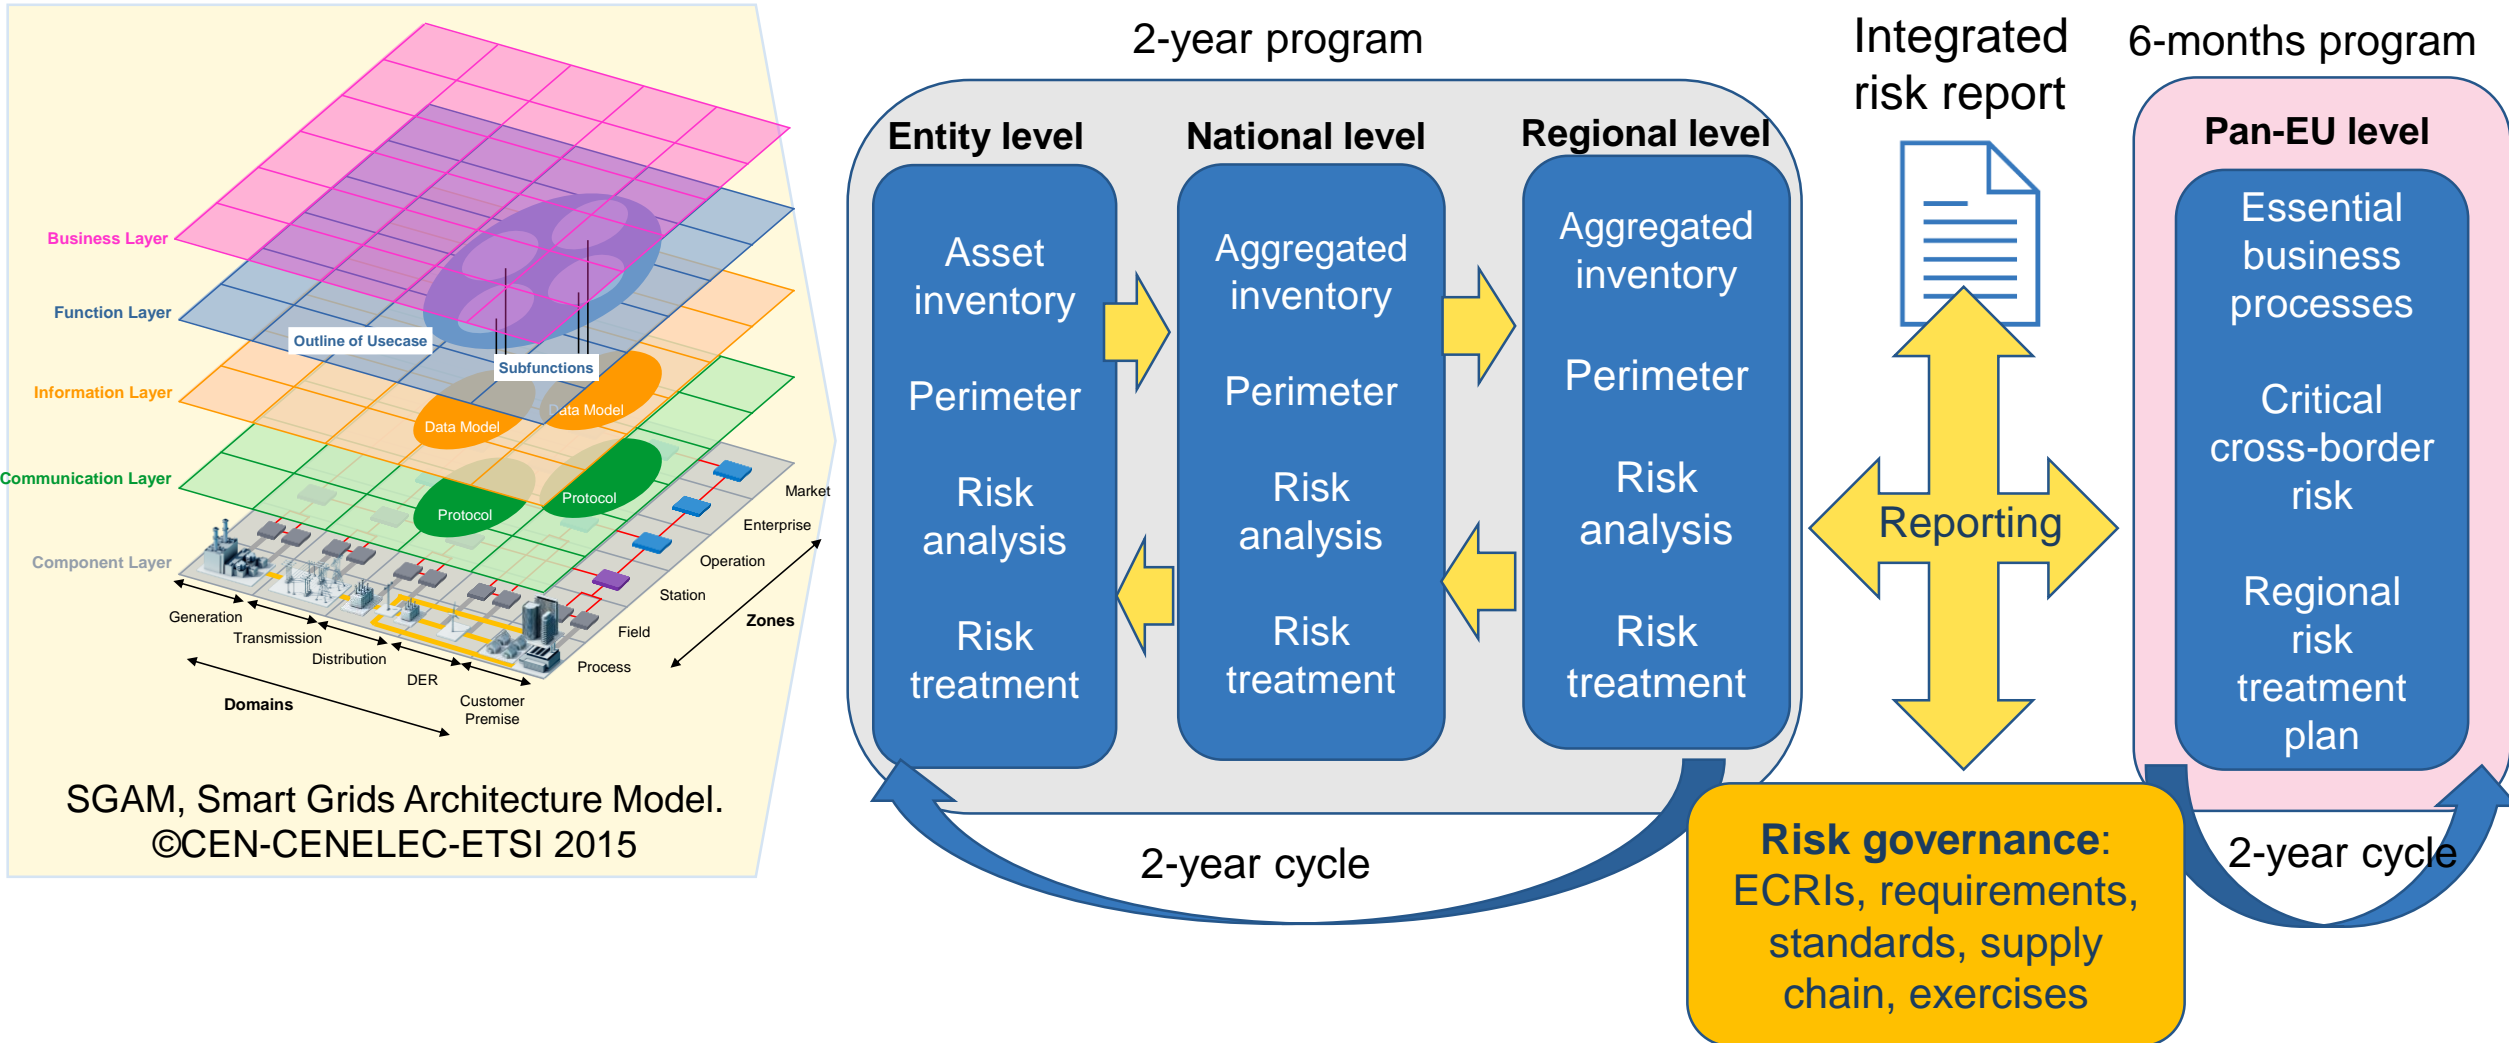 Business Layer
Function Layer
Outline of Usecase
Subfunctions
Information Layer
Data Model
Data Model
Communication Layer
Protocol
Protocol
Component Layer
Market
Enterprise
Operation
Station
Field
Process
Zones
Generation
Transmission
Distribution
DER
Customer
Premise
Domains
SGAM, Smart Grids Architecture Model.
©CEN-CENELEC-ETSI 2015
2-year program
Entity level
Asset
inventory
Perimeter
Risk
analysis
Risk
treatment
National level
Aggregated
inventory
Perimeter
Risk
analysis
Risk
treatment
Regional level
Aggregated
inventory
Perimeter
Risk
analysis
Risk
treatment
2-year cycle
Integrated
risk report
Reporting
Risk governance:
ECRIs, requirements,
standards, supply
chain, exercises
6-months program
Pan-EU level
Essential
business
processes
Critical
cross-border
risk
Regional
risk
treatment
plan
2-year cycle